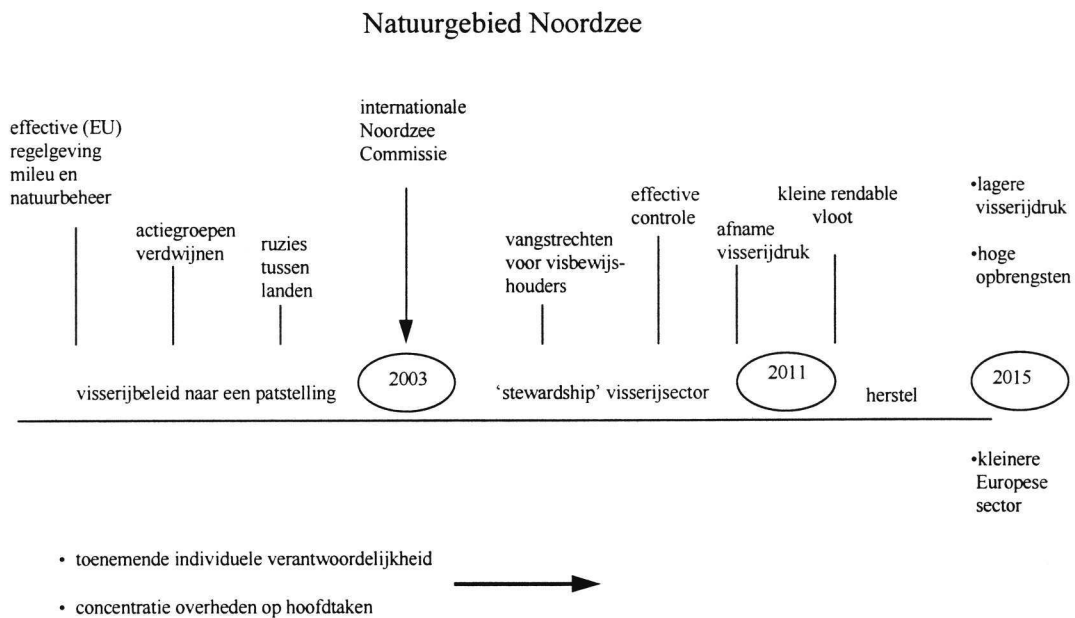 Natuurgebied Noordzee
effective (EU)
regelgeving
mileu en
natuurbeheer
actiegroepen
verdwijnen
ruzies
tussen
landen
internationale
Noordzee
Commissie
vangstrechten
voor visbewijs-
houders
effective
controle
afname
visserijdruk
kleine rendable
vloot
•lagere
visserijdruk
•hoge
opbrengsten
visserijbeleid naar een patstelling
2003
‘stewardship’ visserijsector
2011
herstel
2015
•kleinere
Europese
sector
• toenemende individuele verantwoordelijkheid
• concentratie overheden op hoofdtaken